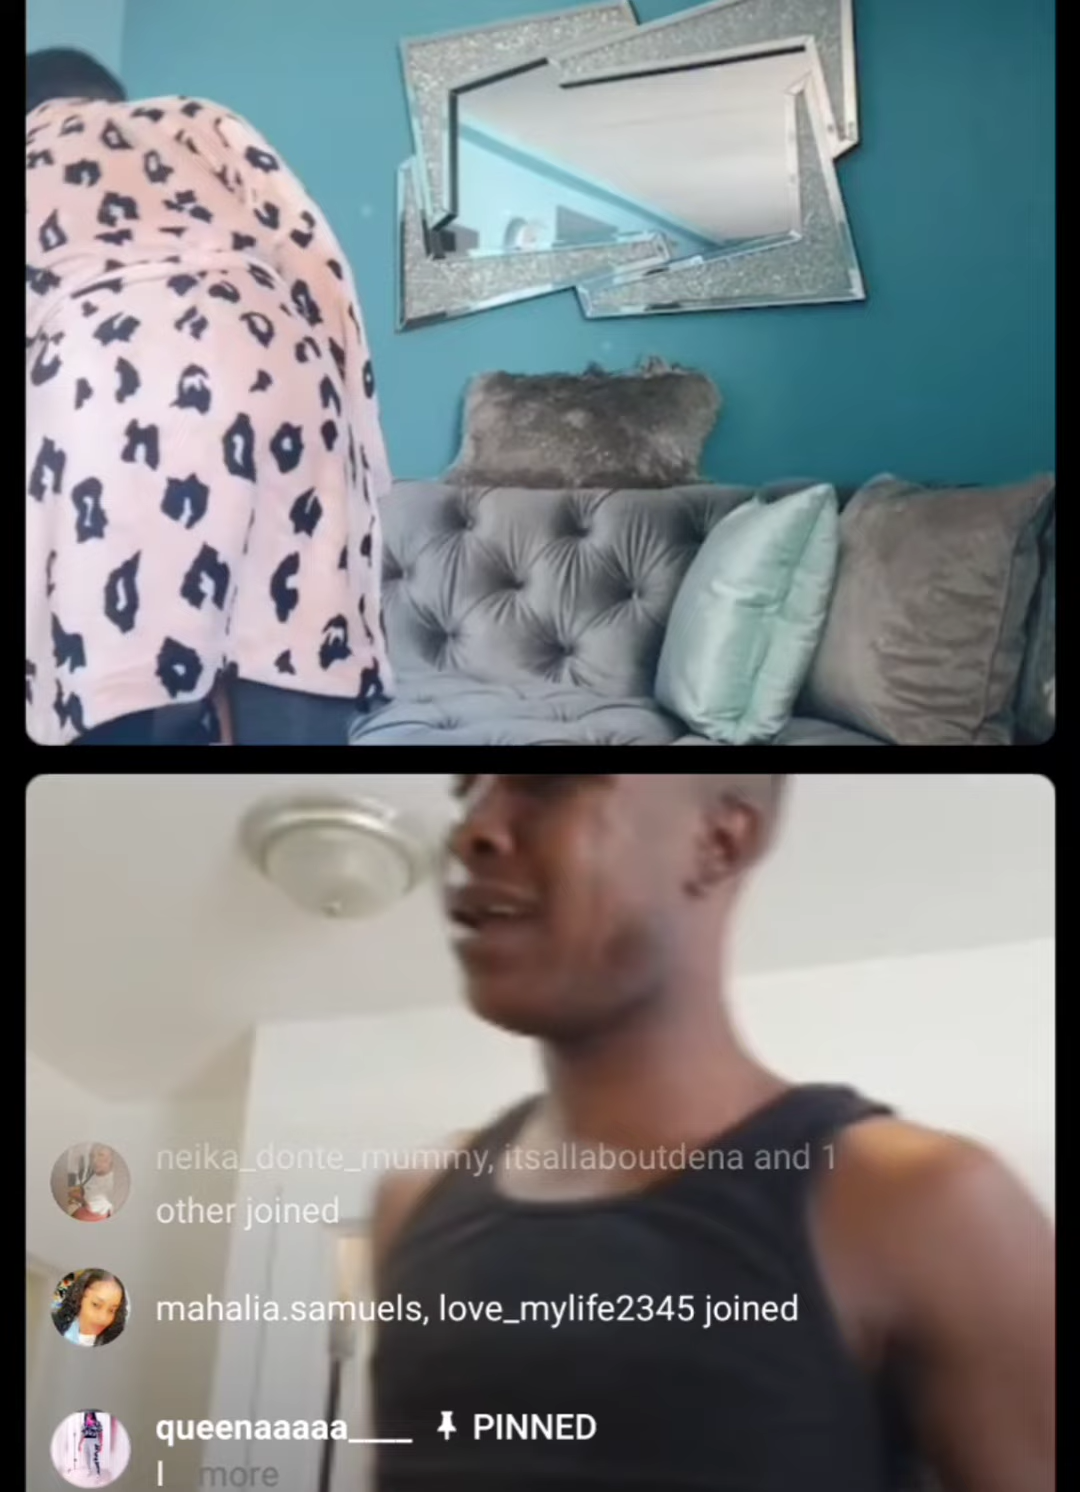 neika_donte_mummy, itsallaboutdena and 1
other joined
mahalia.samuels, love_mylife2345 joined
queenaaaaa____ PINNED
I more